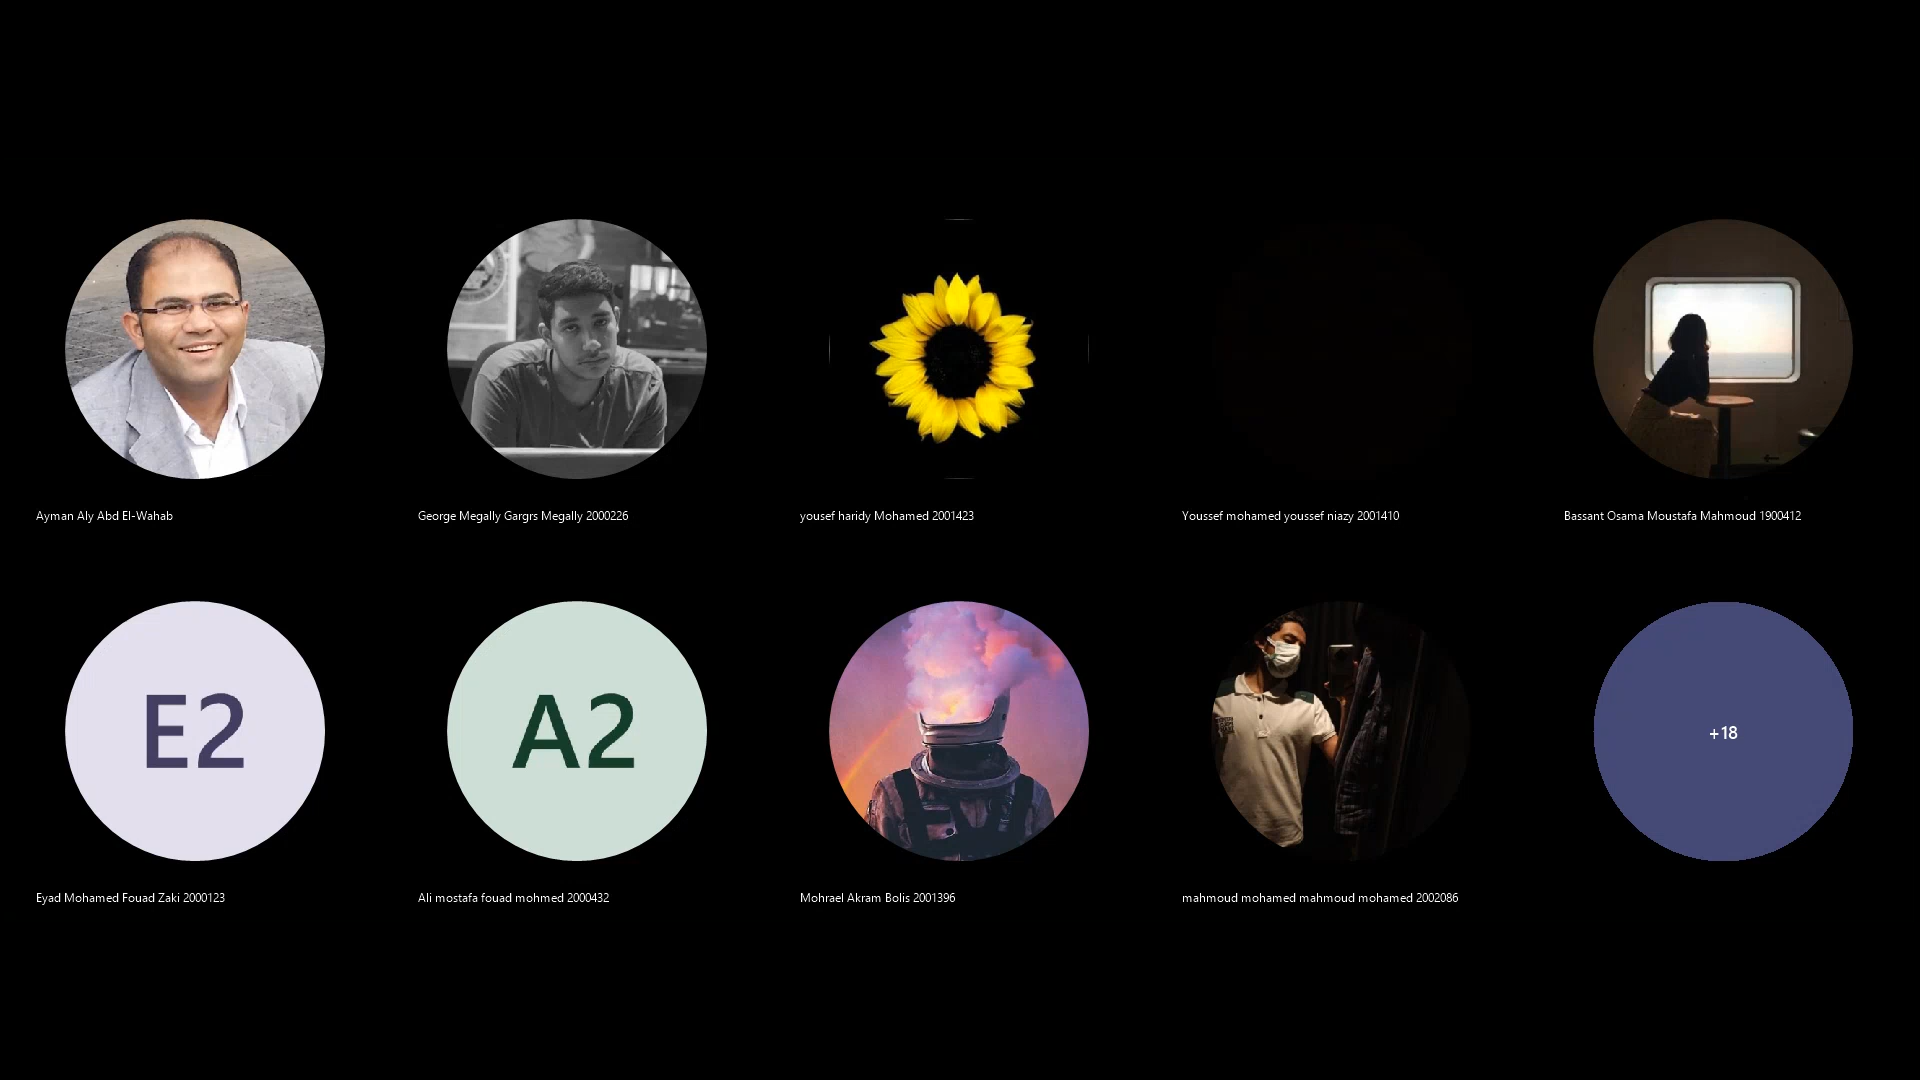 Ayman Aly Abd El-Wahab
George Megally Gargrs Megally 2000226
yousef haridy Mohamed 2001423
Youssef mohamed youssef niazy 2001410
Bassant Osama Moustafa Mahmoud 1900412
E2
A2
+18
Eyad Mohamed Fouad Zaki 2000123
Ali mostafa fouad mohmed 2000432
Mohrael Akram Bolis 2001396
mahmoud mohamed mahmoud mohamed 2002086